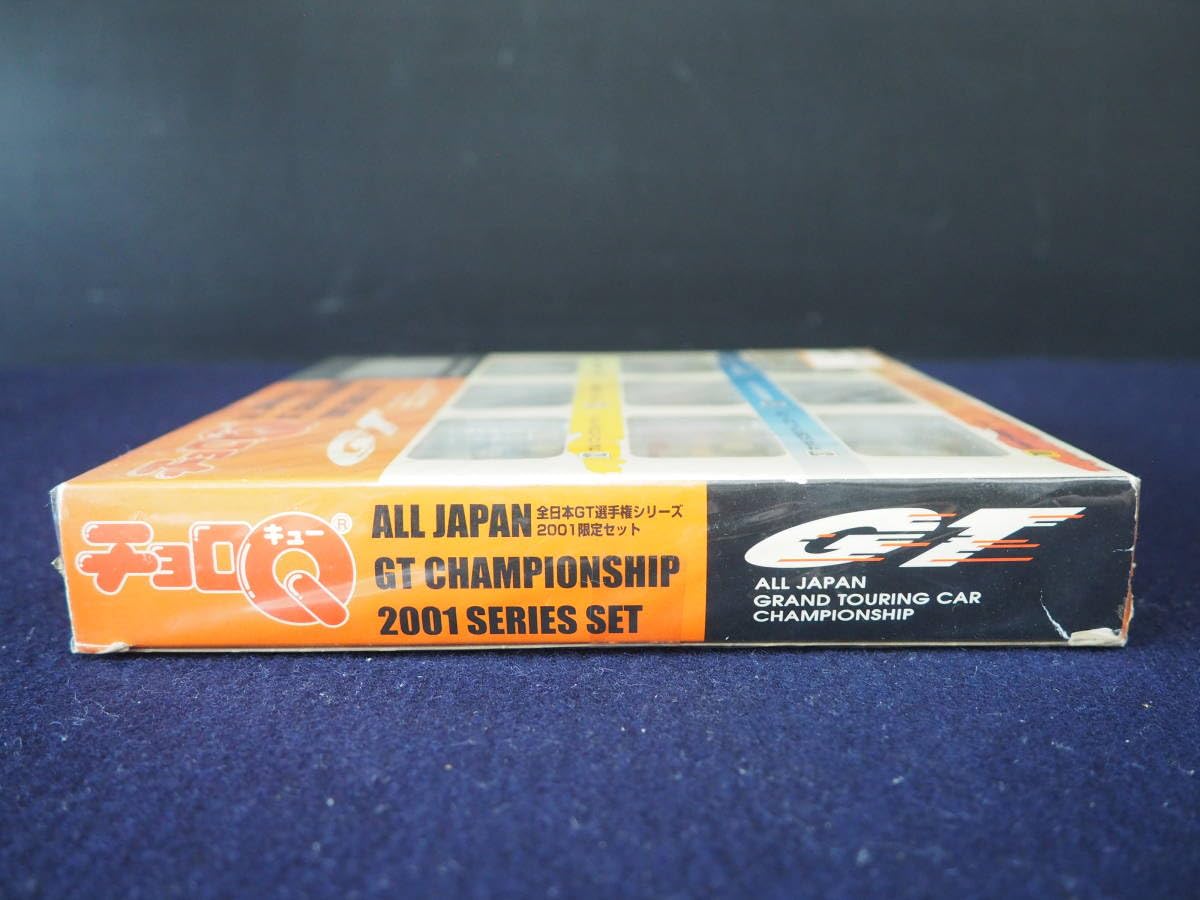 GT
チョロQ
キュー
®
ALL JAPAN
全日本GT選手権シリーズ
2001限定セット
GT CHAMPIONSHIP
2001 SERIES SET
GT
ALL JAPAN
GRAND TOURING CAR
CHAMPIONSHIP